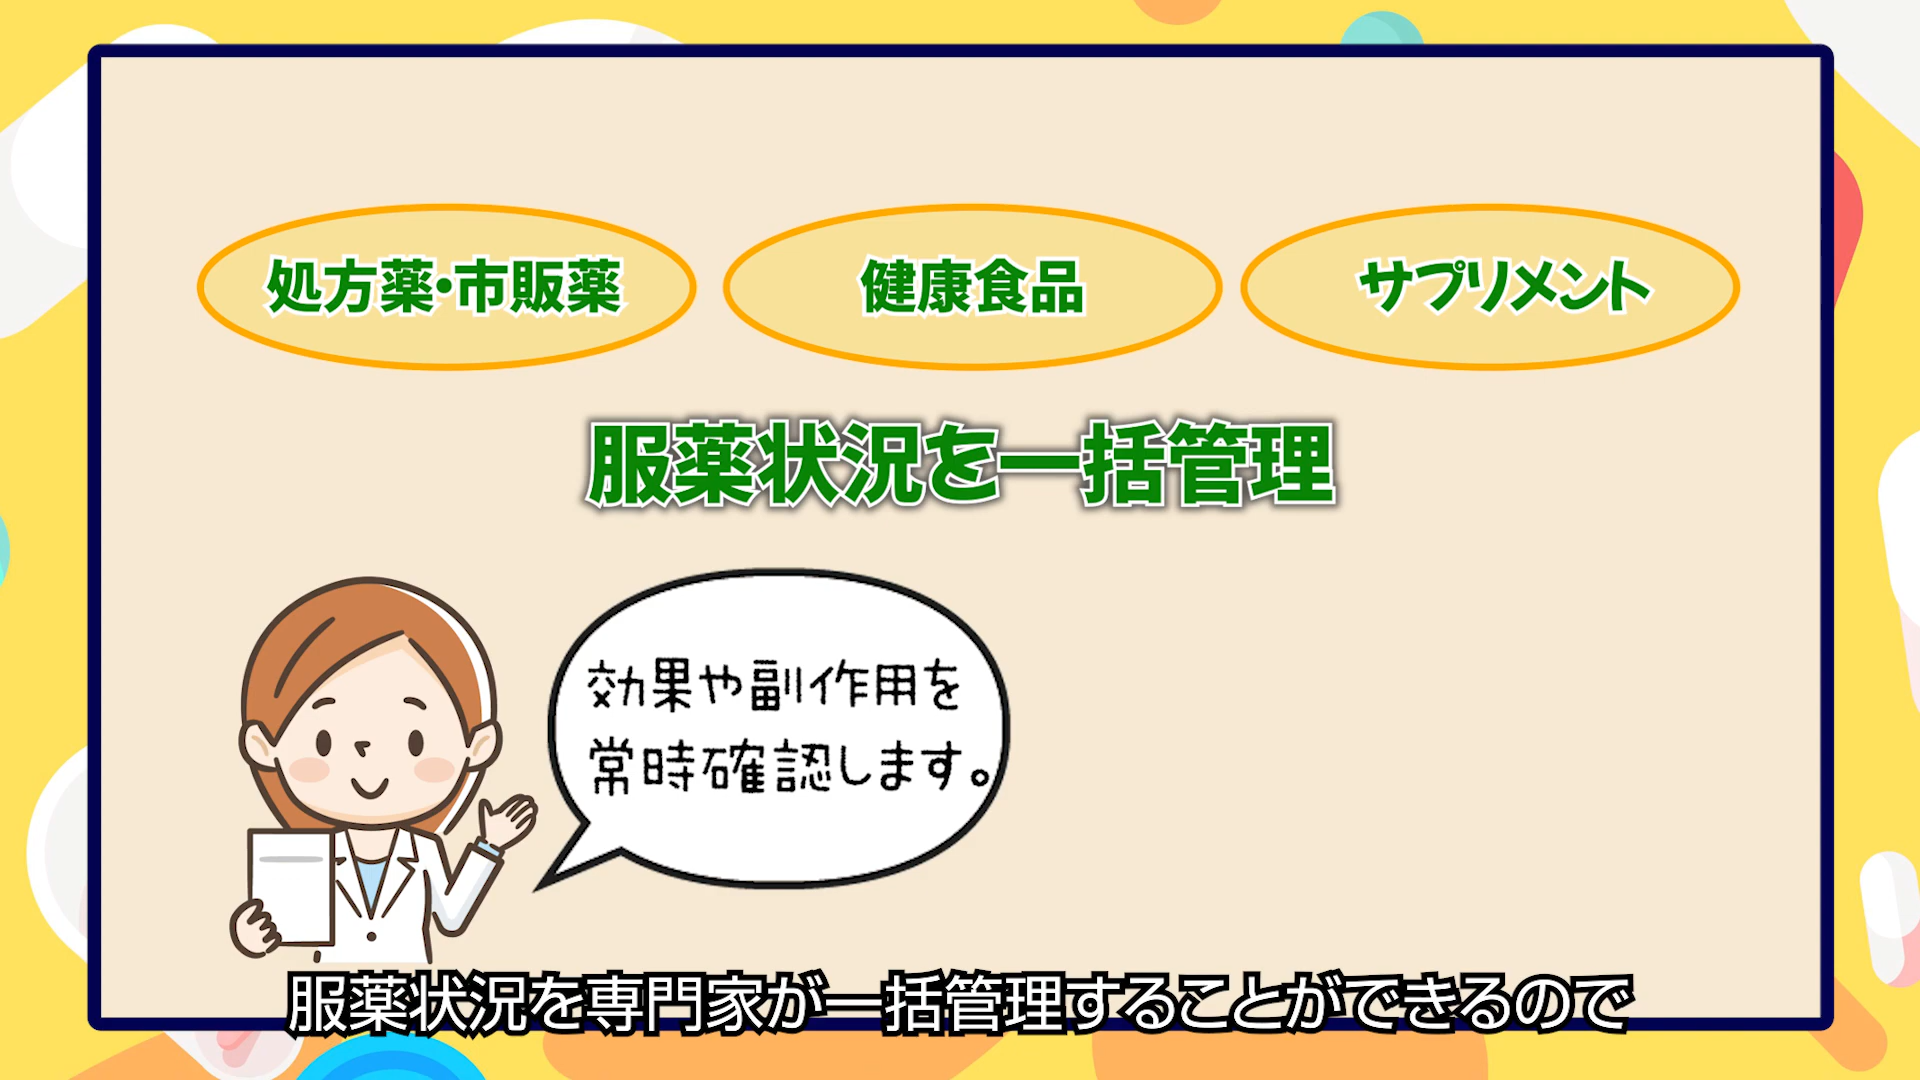 処方薬・市販薬
健康食品
サプリメント
服薬状況を一括管理
効果や副作用を
常時確認します。
服薬状況を専門家が一括管理することができるので